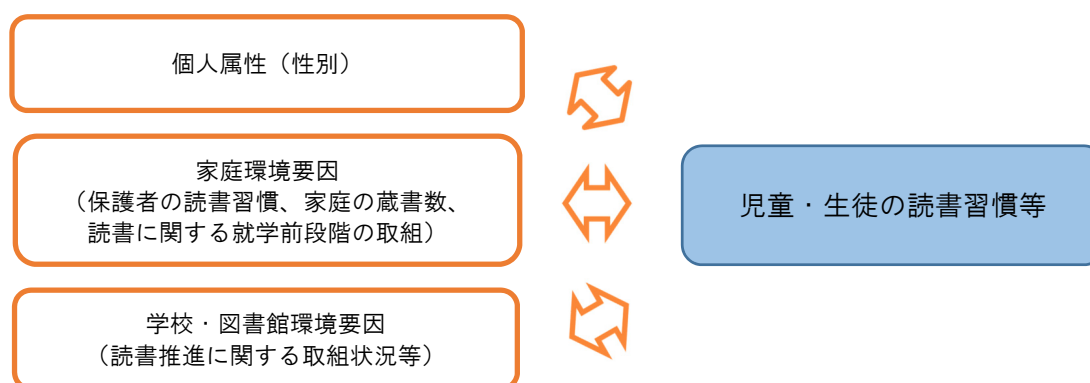 個人属性（性別）
家庭環境要因
（保護者の読書習慣、家庭の蔵書数、
読書に関する就学前段階の取組）
学校・図書館環境要因
（読書推進に関する取組状況等）
児童・生徒の読書習慣等